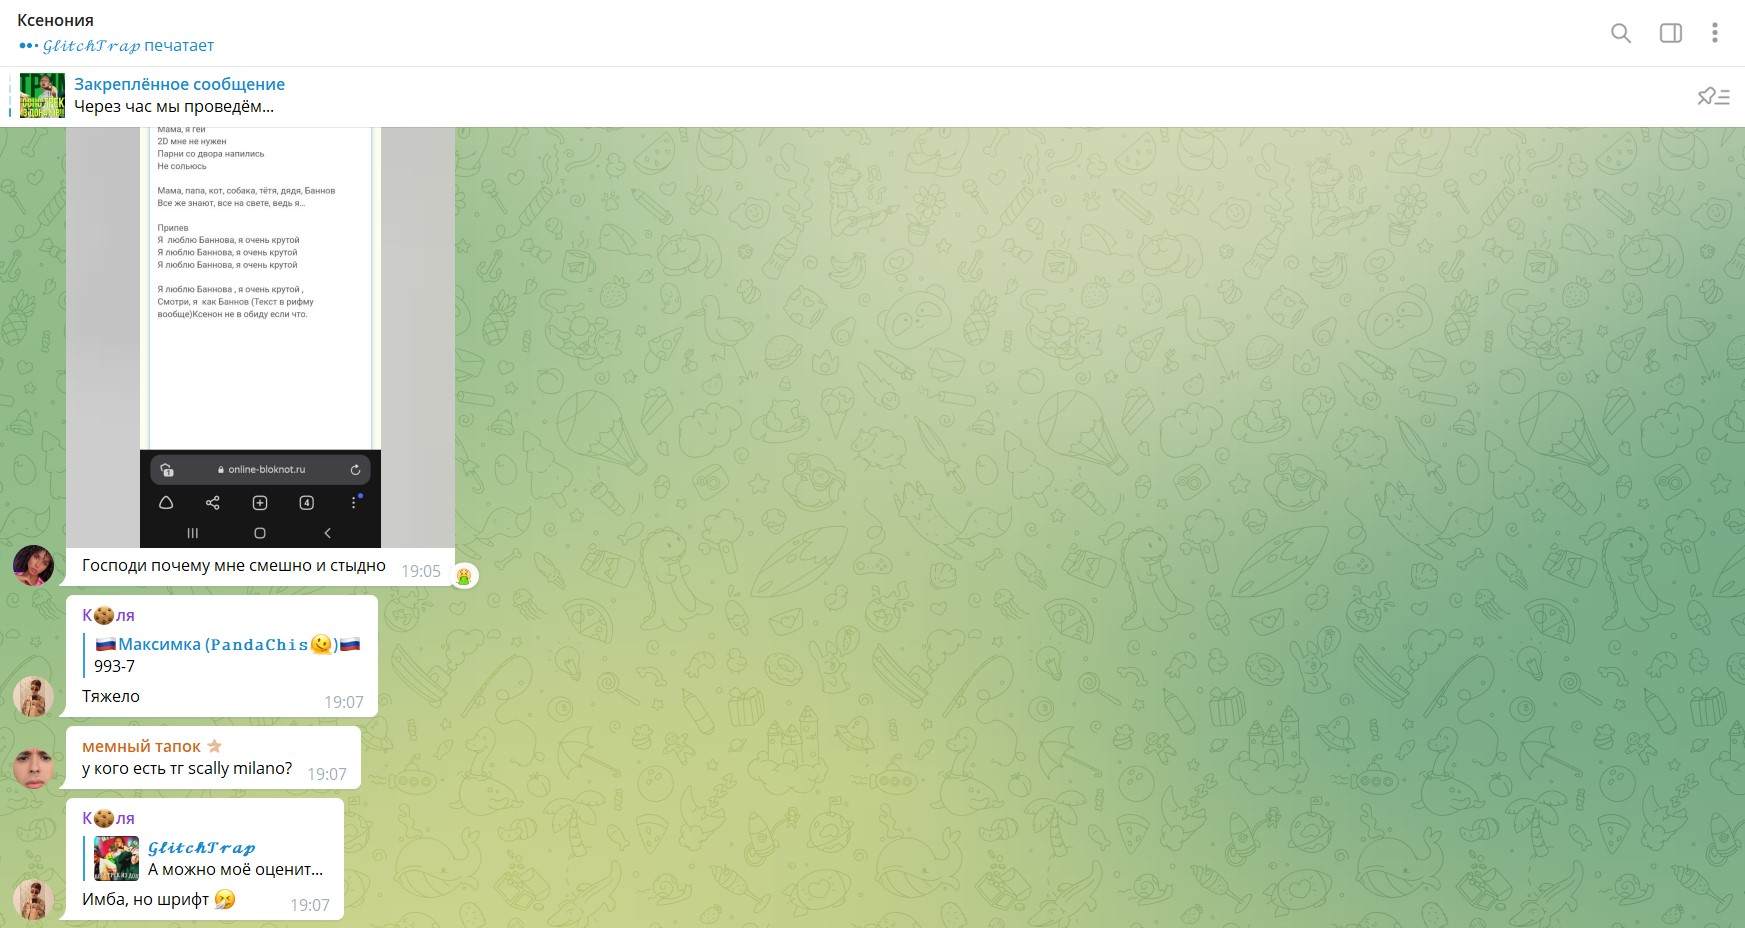 Ксенония
GlitchTrap печатает
Закреплённое сообщение
Через час мы проведём...
Мама, я гей
2D мне не нужен
Парни со двора напились
Не сольюсь
Мама, папа, кот, собака, тётя, дядя, Баннов
Все же знают, все на свете, ведь я...
Припев
Я люблю Баннова, я очень крутой
Я люблю Баннова, я очень крутой
Я люблю Баннова, я очень крутой
Я люблю Баннова , я очень крутой ,
Смотри, я как Баннов (Текст в рифму
вообще)Ксенон не в обиду если что.
online-bloknot.ru
4
Господи почему мне смешно и стыдно 19:05
К🍪ля
🇷🇺Максимка (PandaChis🫠)🇷🇺
993-7
Тяжело 19:07
мемный тапок
у кого есть тг scally milano? 19:07
К🍪ля
GlitchTrap
А можно моё оценит...
Имба, но шрифт 🤧 19:07